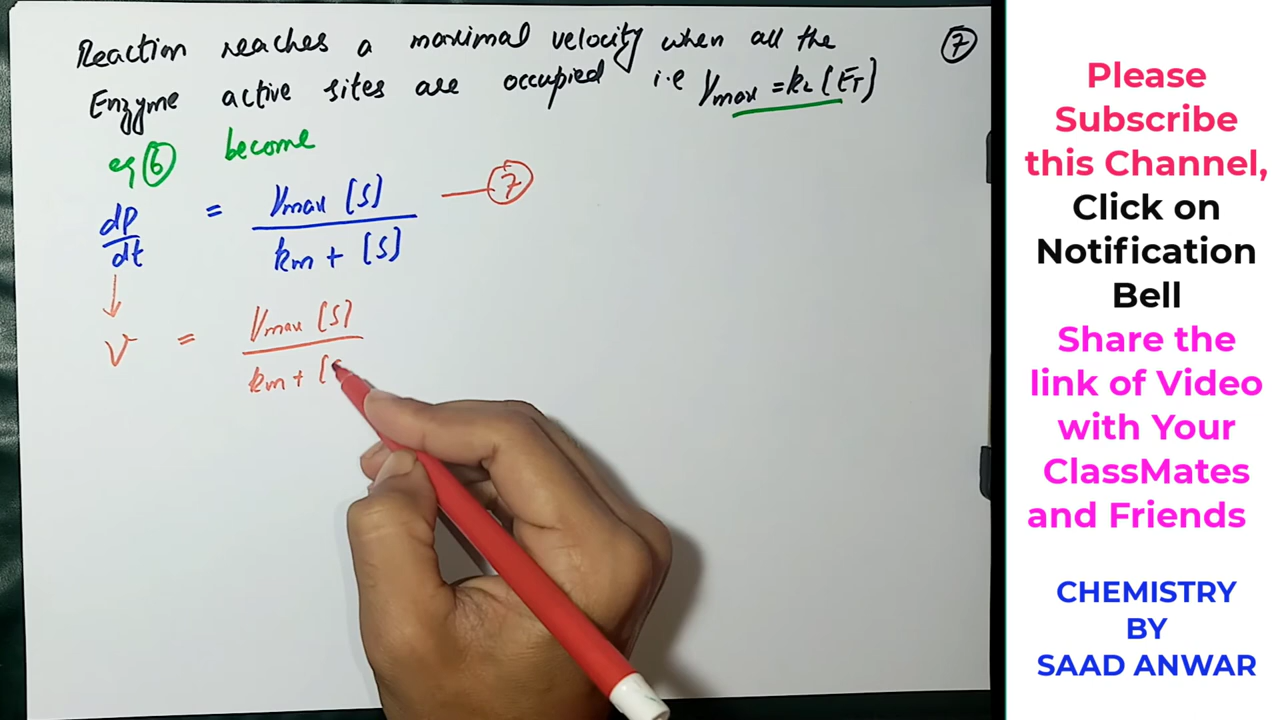 Reaction reaches a maximal velocity when all the
Enzyme active sites are occupied i.e Vmax = k2 [ET]
7
eq 6 become
dP/dt = Vmax [S] / km + [S] — 7
↓
V = Vmax [S] / km + [S
Please
Subscribe
this Channel,
Click on
Notification
Bell
Share the
link of Video
with Your
ClassMates
and Friends
CHEMISTRY
BY
SAAD ANWAR